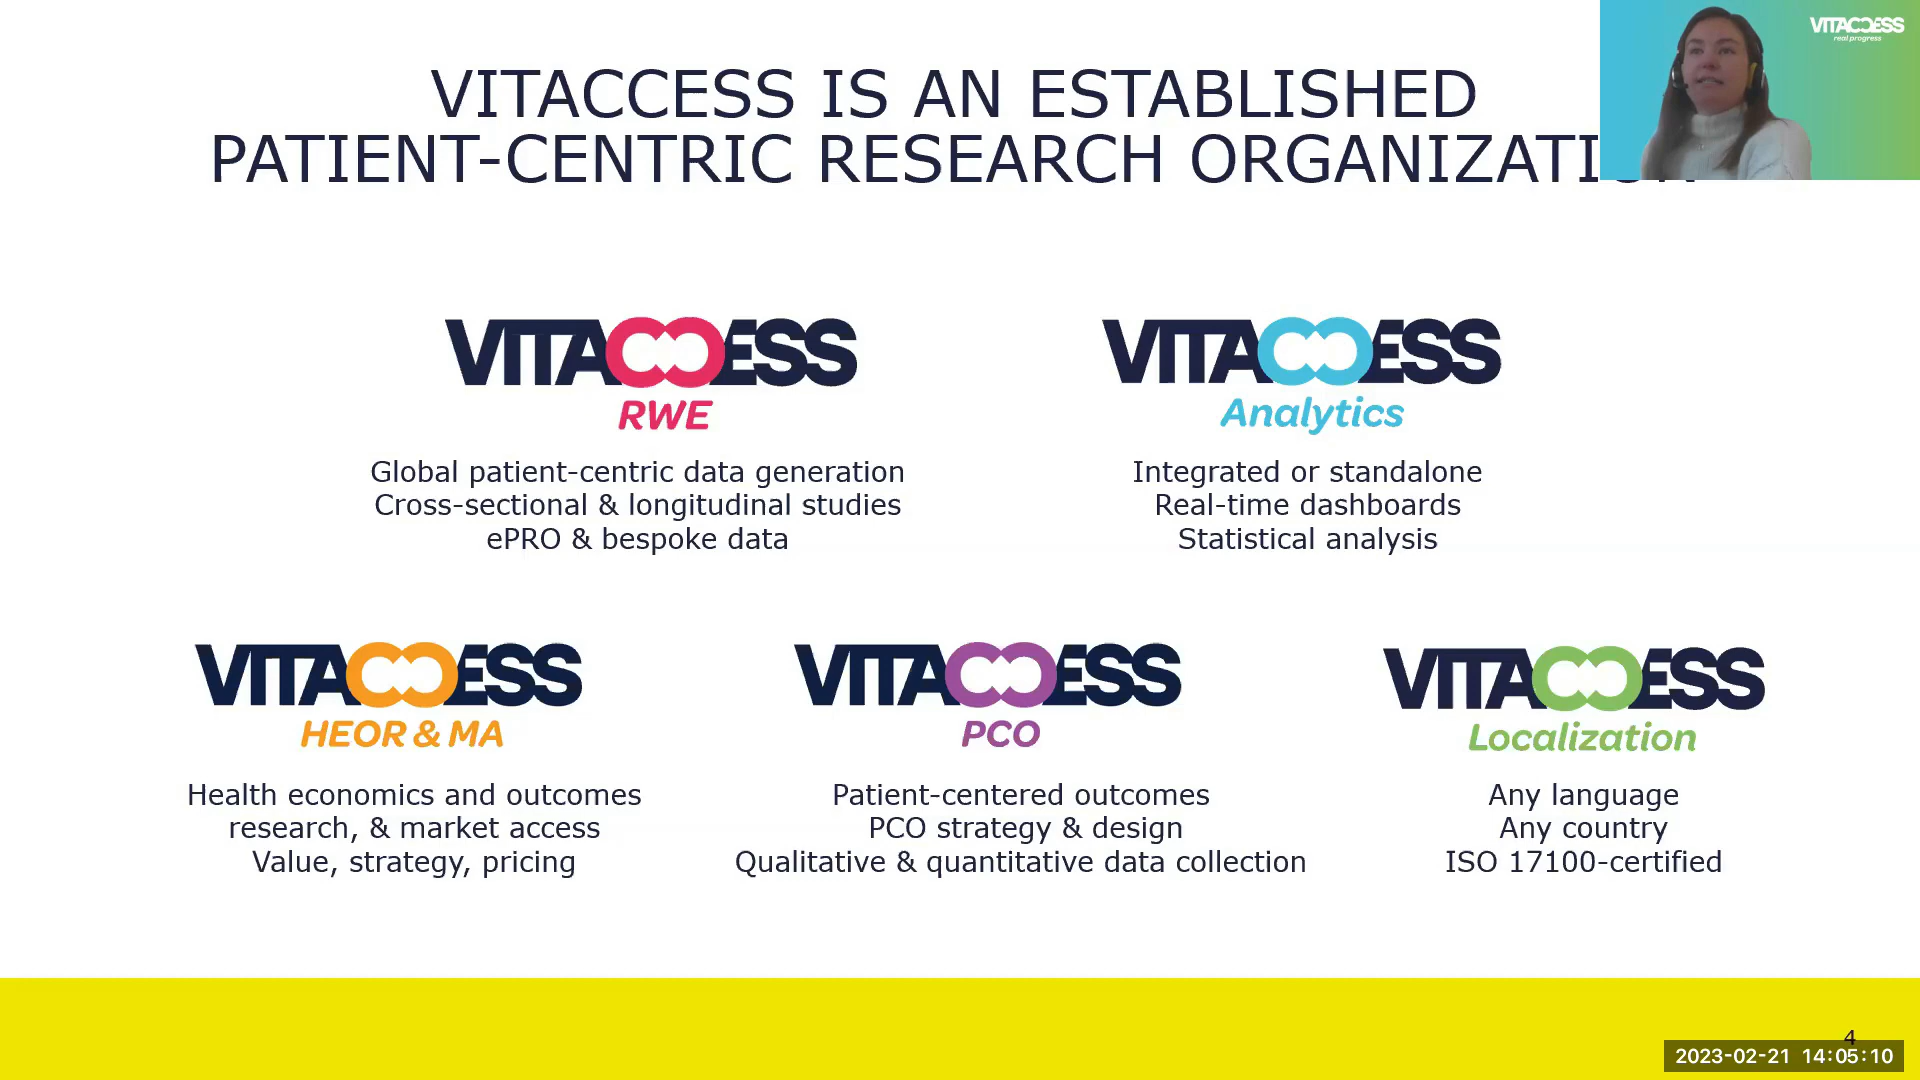 VITACCESS IS AN ESTABLISHED
PATIENT-CENTRIC RESEARCH ORGANIZATION
VITACCESS
real progress
VITACCESS
RWE
Global patient-centric data generation
Cross-sectional & longitudinal studies
ePRO & bespoke data
VITACCESS
Analytics
Integrated or standalone
Real-time dashboards
Statistical analysis
VITACCESS
HEOR & MA
Health economics and outcomes
research, & market access
Value, strategy, pricing
VITACCESS
PCO
Patient-centered outcomes
PCO strategy & design
Qualitative & quantitative data collection
VITACCESS
Localization
Any language
Any country
ISO 17100-certified
4
2023-02-21 14:05:10